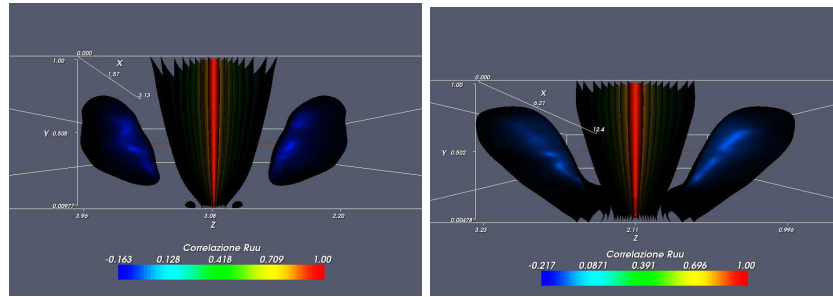 0.000
1.00
X
1.57
3.13
Y
0.505
0.00977
3.95
3.08
2.20
Z
Correlazione Ruu
-0.163 0.128 0.418 0.709 1.00
0.000
1.00
X
6.21
12.4
Y
0.502
0.00478
3.23
2.11
0.996
Z
Correlazione Ruu
-0.217 0.0871 0.391 0.696 1.00